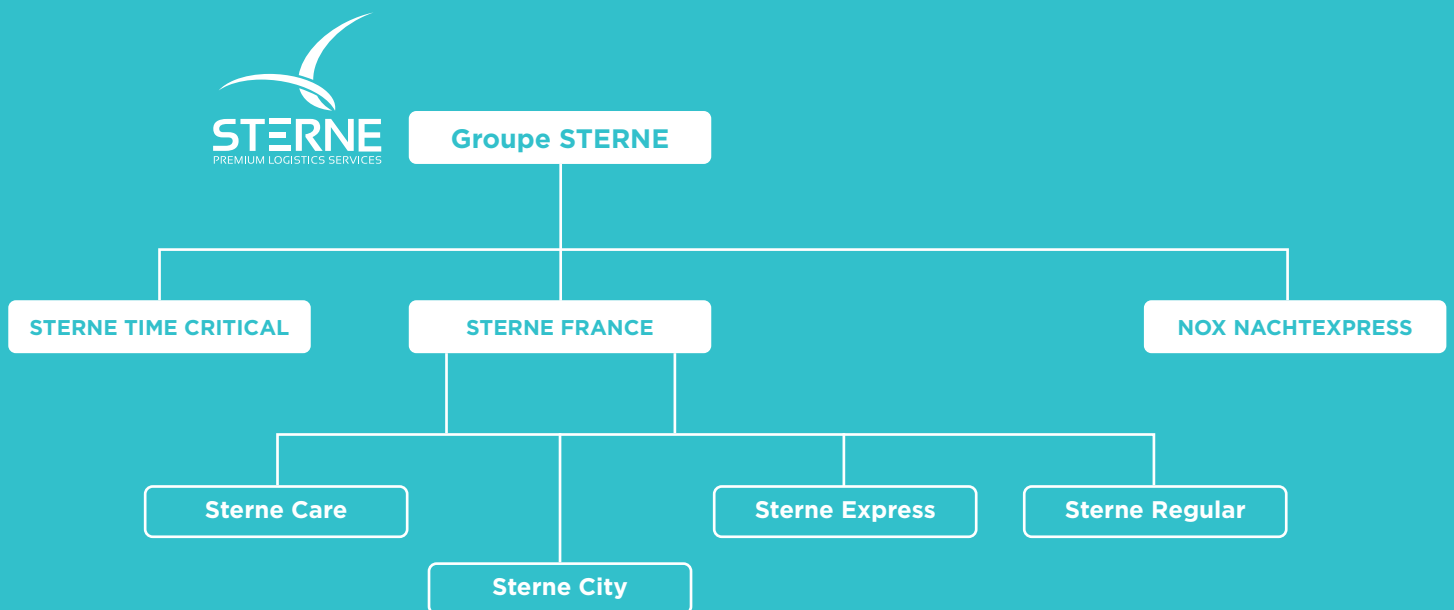 STERNE
PREMIUM LOGISTICS SERVICES
Groupe STERNE
STERNE TIME CRITICAL
STERNE FRANCE
NOX NACHTEXPRESS
Sterne Care
Sterne Express
Sterne Regular
Sterne City